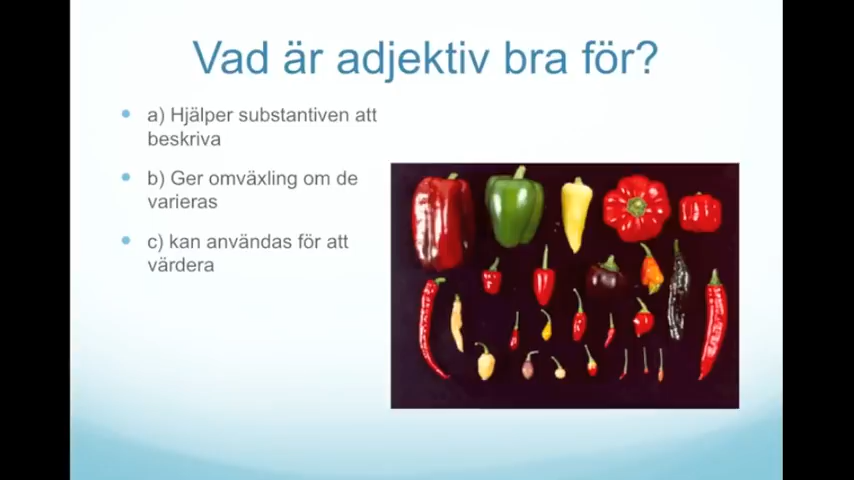 Vad är adjektiv bra för?
a) Hjälper substantiven att
beskriva
b) Ger omväxling om de
varieras
c) kan användas för att
värdera